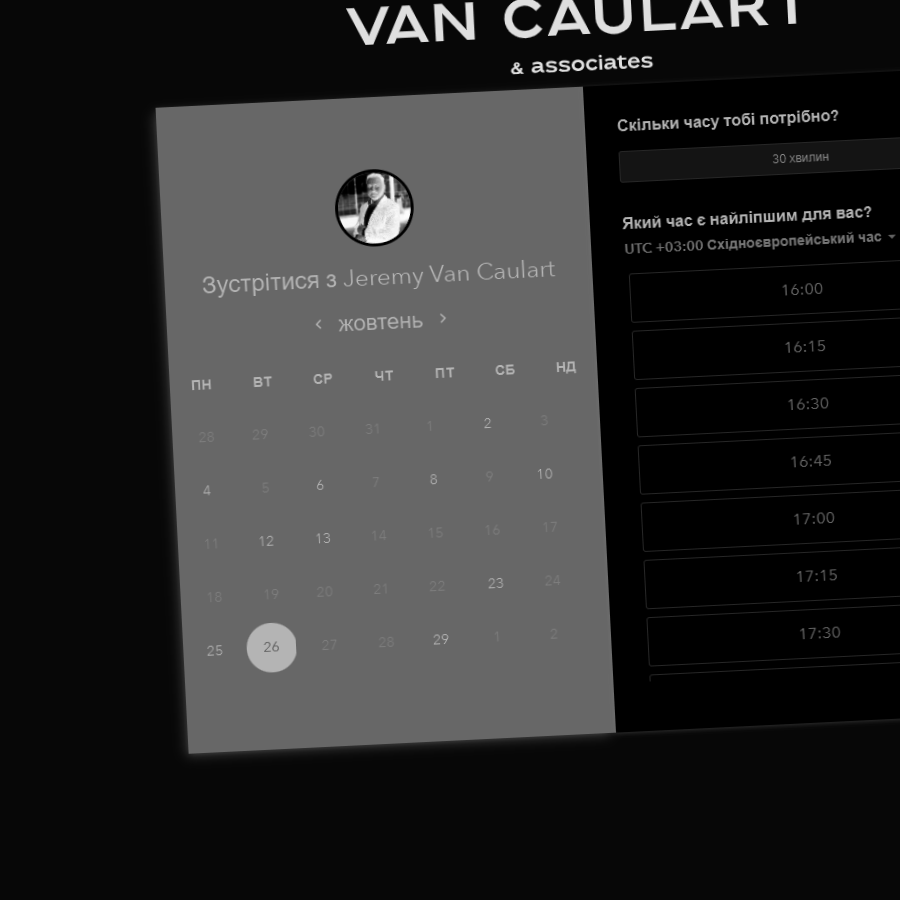 VAN CAULART
& associates
Зустрітися з Jeremy Van Caulart
‹ жовтень ›
ПН ВТ СР ЧТ ПТ СБ НД
28 29 30 31 1 2 3
4 5 6 7 8 9 10
11 12 13 14 15 16 17
18 19 20 21 22 23 24
25 26 27 28 29 1 2
Скільки часу тобі потрібно?
30 хвилин
Який час є найліпшим для вас?
UTC +03:00 Східноєвропейський час
16:00
16:15
16:30
16:45
17:00
17:15
17:30